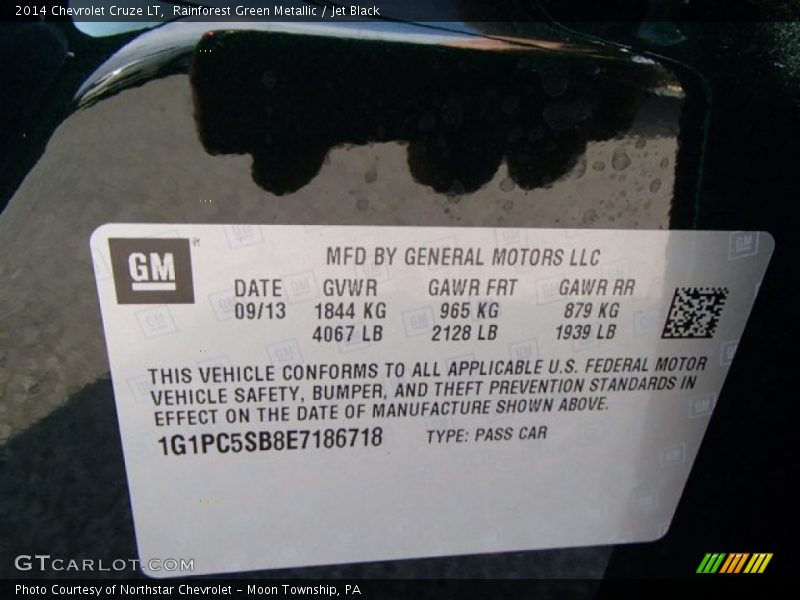 2014 Chevrolet Cruze LT, Rainforest Green Metallic / Jet Black
GM
MFD BY GENERAL MOTORS LLC
DATE GVWR GAWR FRT GAWR RR
09/13 1844 KG 965 KG 879 KG
4067 LB 2128 LB 1939 LB
THIS VEHICLE CONFORMS TO ALL APPLICABLE U.S. FEDERAL MOTOR
VEHICLE SAFETY, BUMPER, AND THEFT PREVENTION STANDARDS IN
EFFECT ON THE DATE OF MANUFACTURE SHOWN ABOVE.
1G1PC5SB8E7186718 TYPE: PASS CAR
GTCARLOT.COM
Photo Courtesy of Northstar Chevrolet - Moon Township, PA